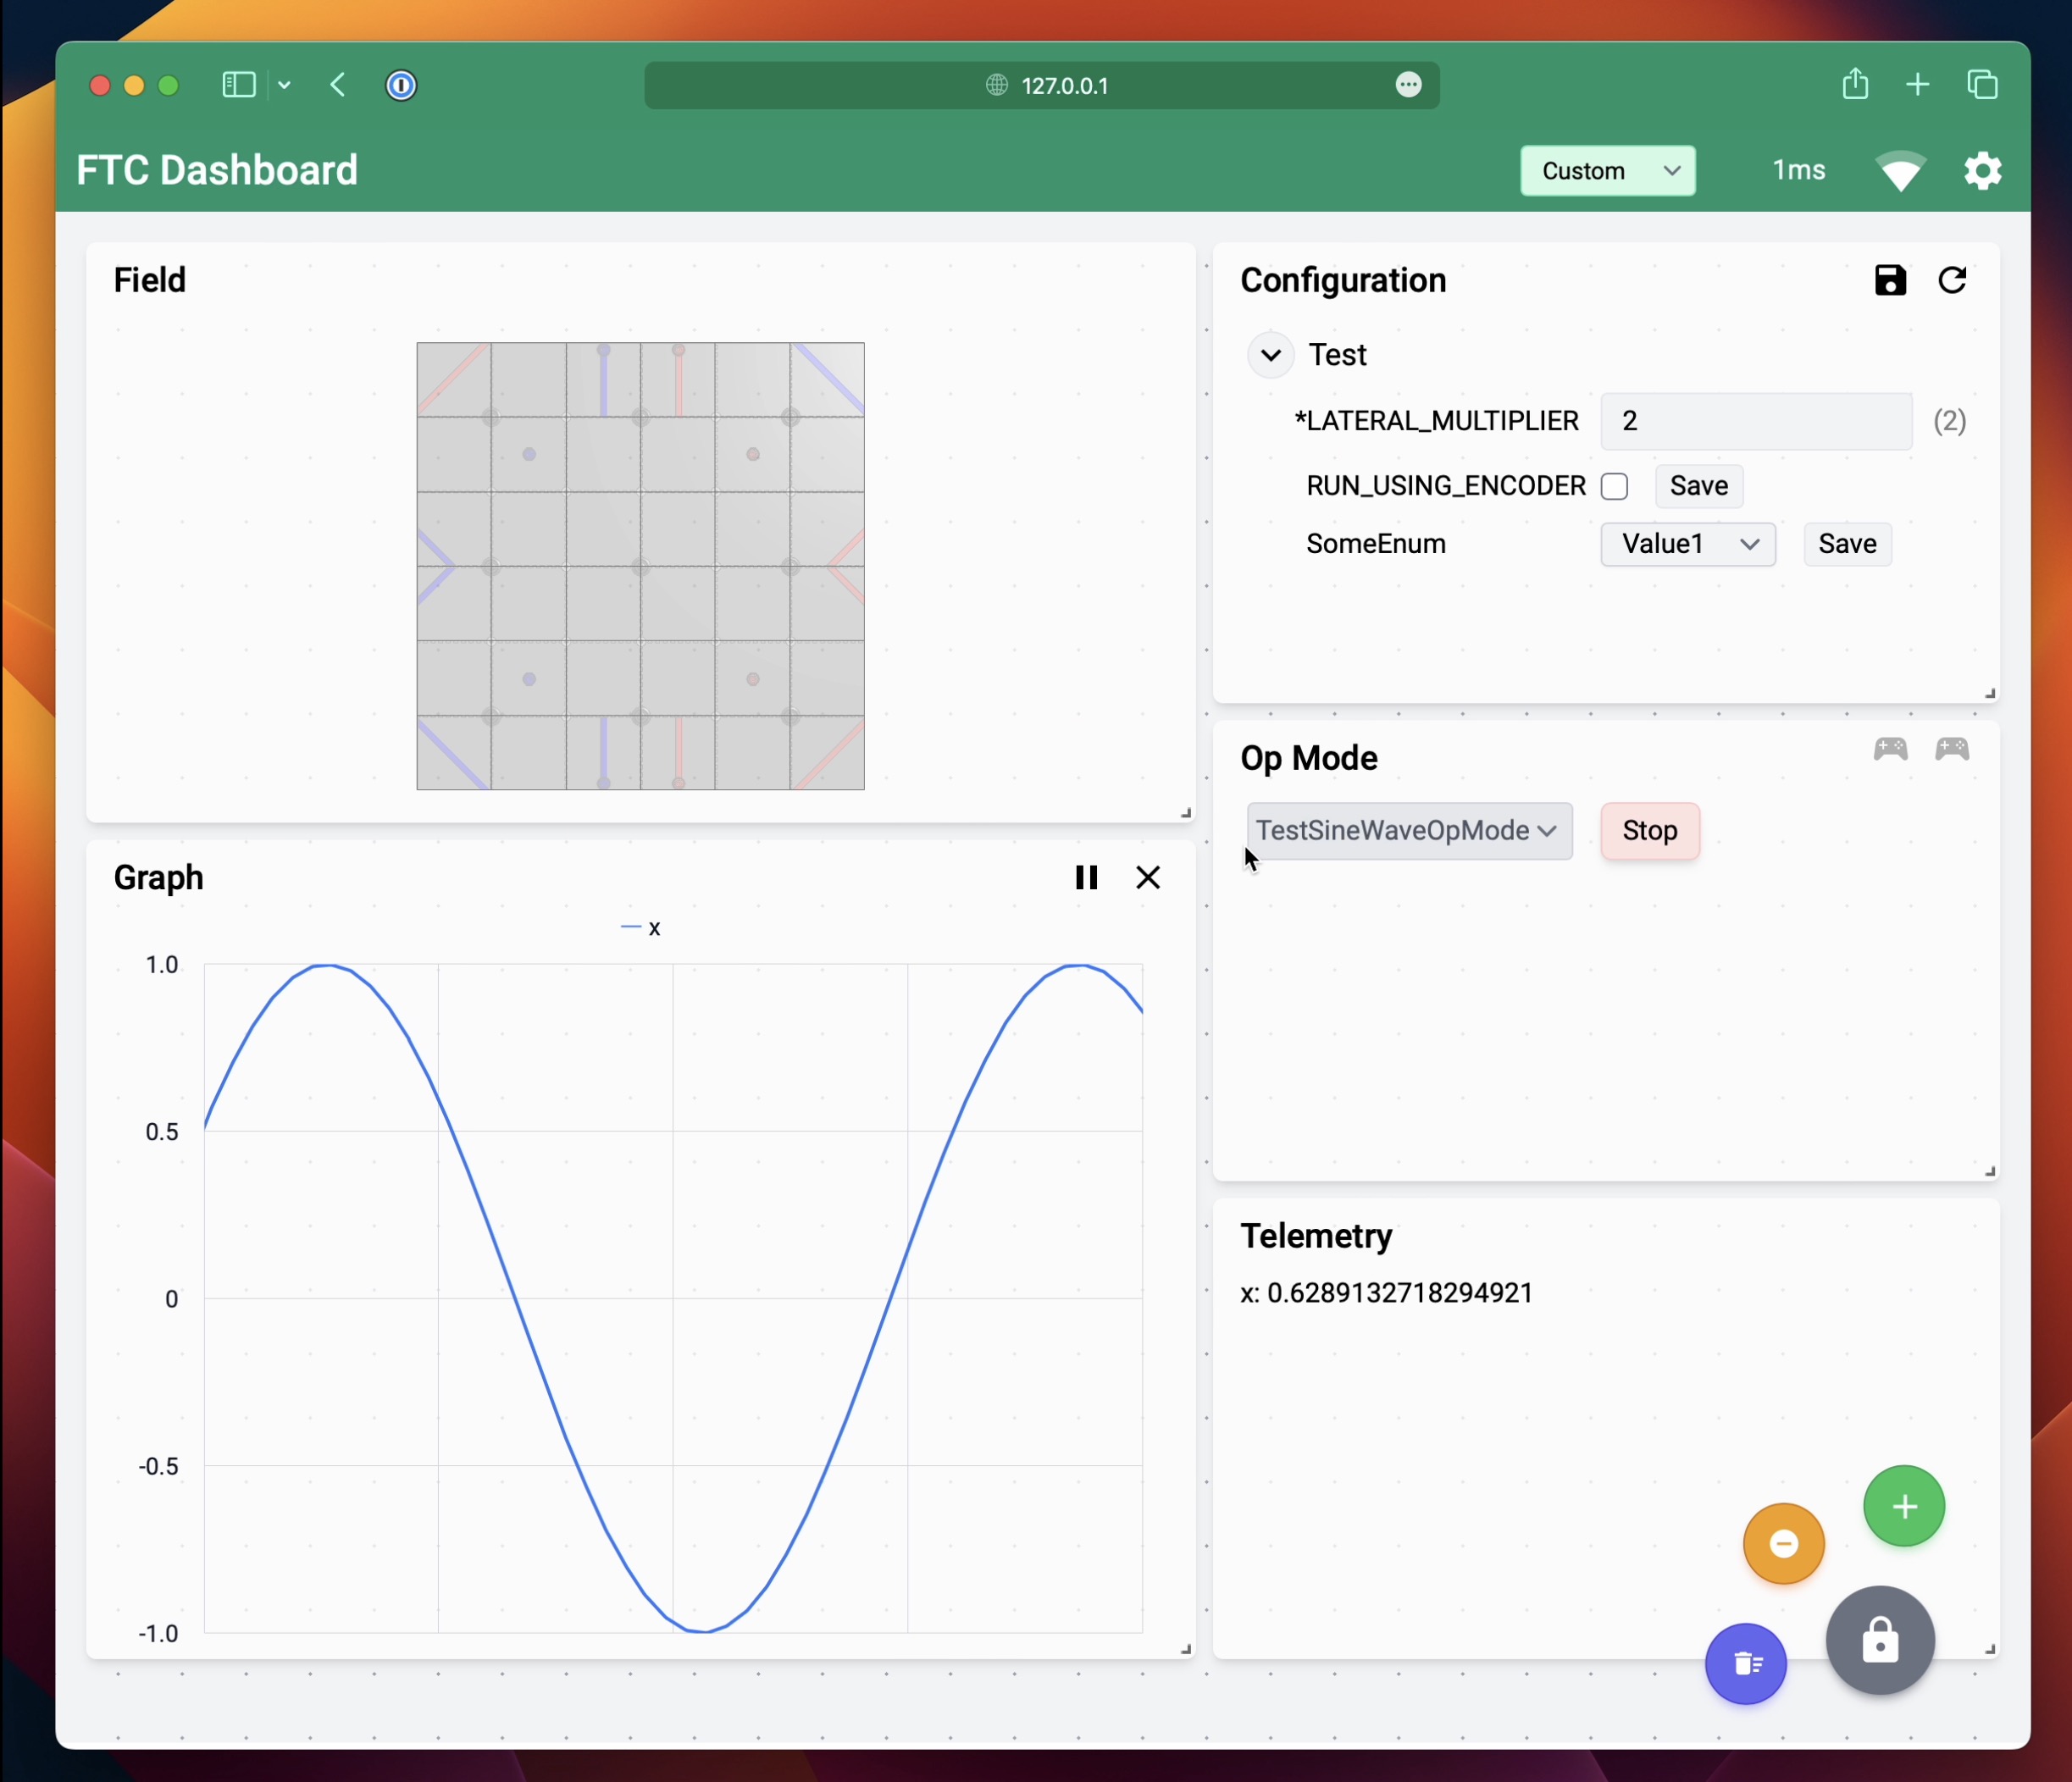 127.0.0.1
FTC Dashboard
Custom
1ms
Field
Configuration
Test
*LATERAL_MULTIPLIER 2 (2)
RUN_USING_ENCODER Save
SomeEnum Value1 Save
Op Mode
TestSineWaveOpMode Stop
Graph
x
1.0
0.5
0
-0.5
-1.0
Telemetry
x: 0.6289132718294921